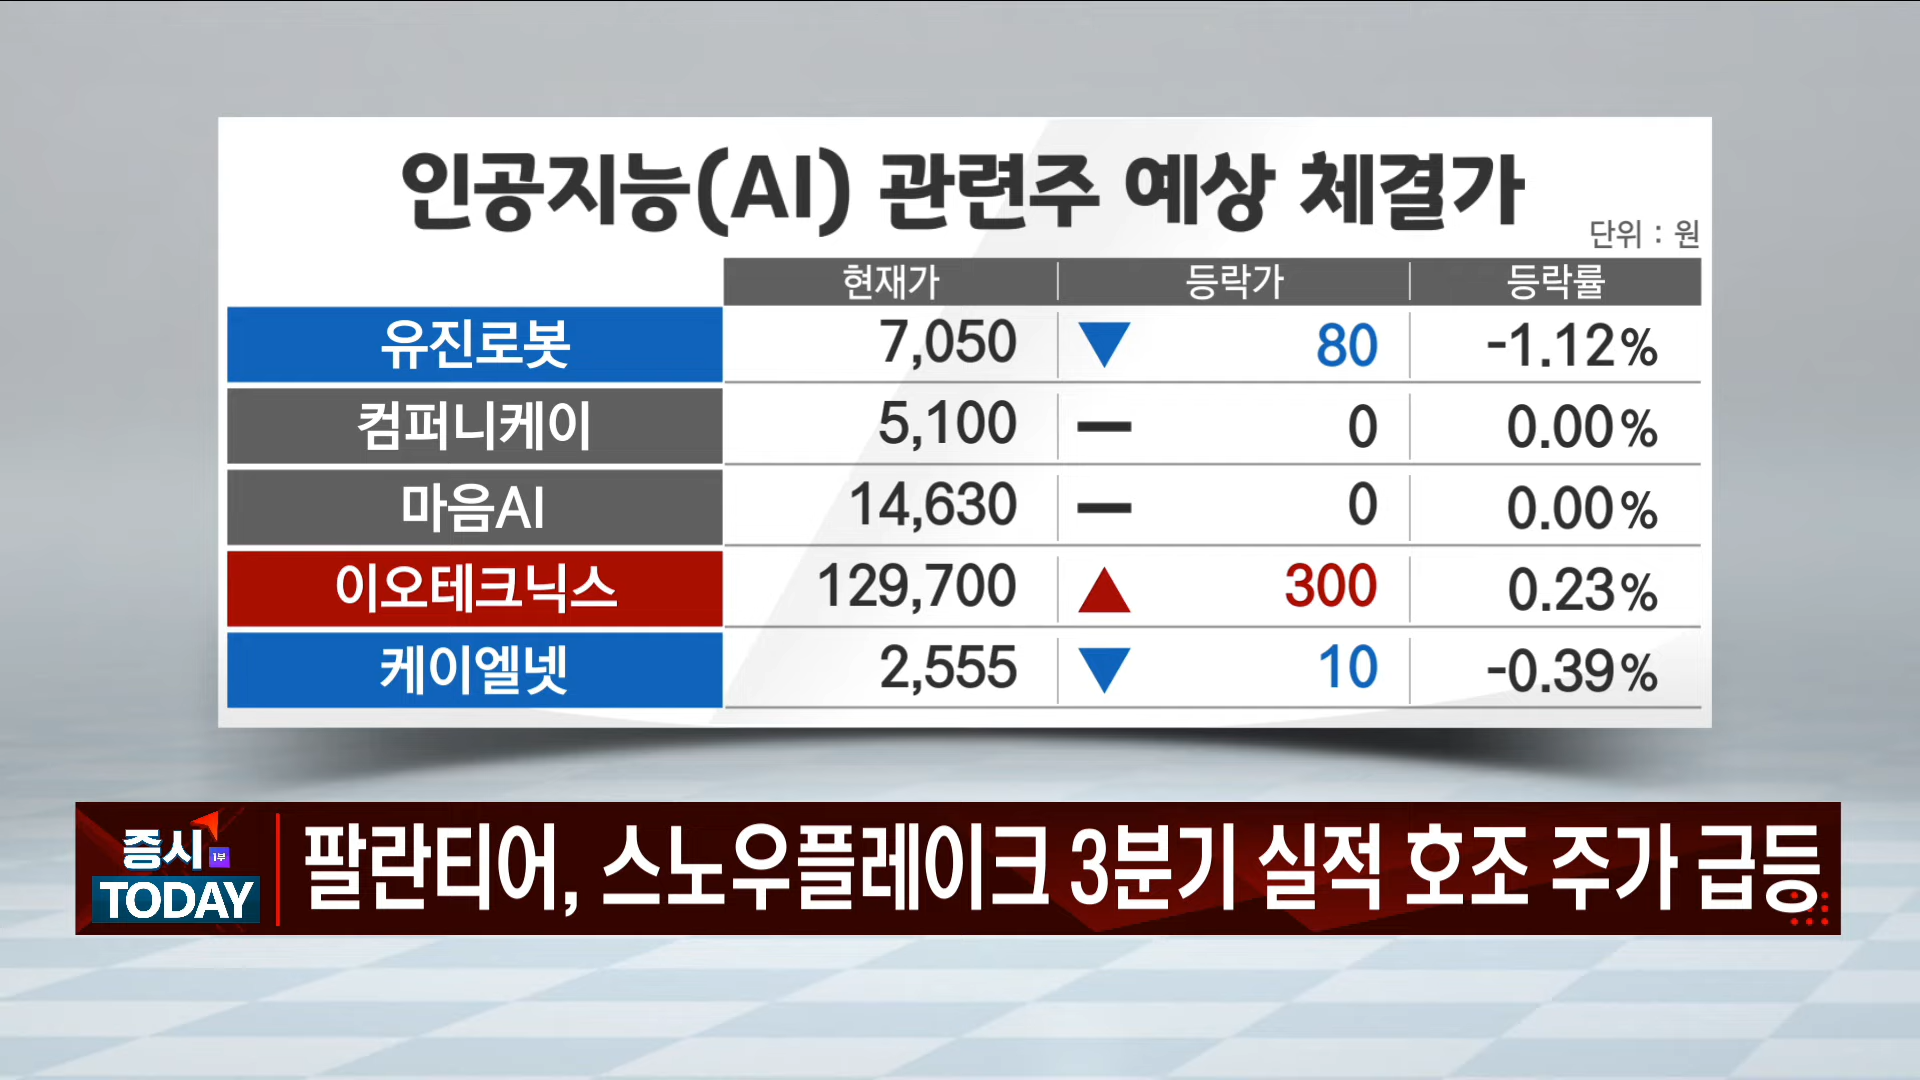 인공지능(AI) 관련주 예상 체결가
단위 : 원
현재가 등락가 등락률
유진로봇 7,050 ▼ 80 -1.12%
컴퍼니케이 5,100 ー 0 0.00%
마음AI 14,630 ー 0 0.00%
이오테크닉스 129,700 ▲ 300 0.23%
케이엘넷 2,555 ▼ 10 -0.39%
증시 1부
TODAY
팔란티어, 스노우플레이크 3분기 실적 호조 주가 급등